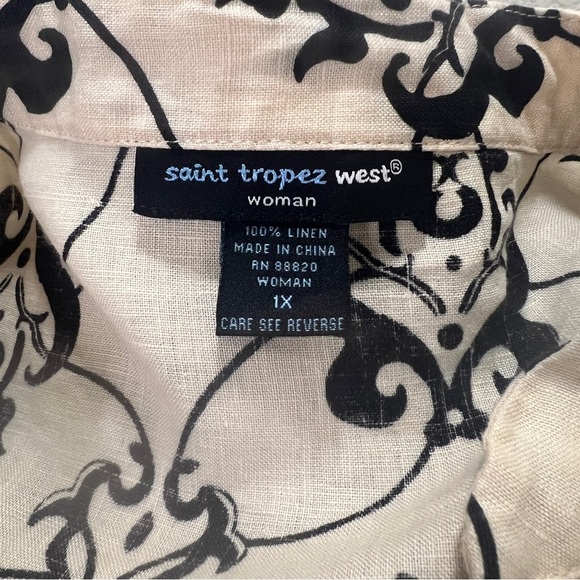 saint tropez west®
woman
100% LINEN
MADE IN CHINA
RN 88820
WOMAN
1X
CARE SEE REVERSE